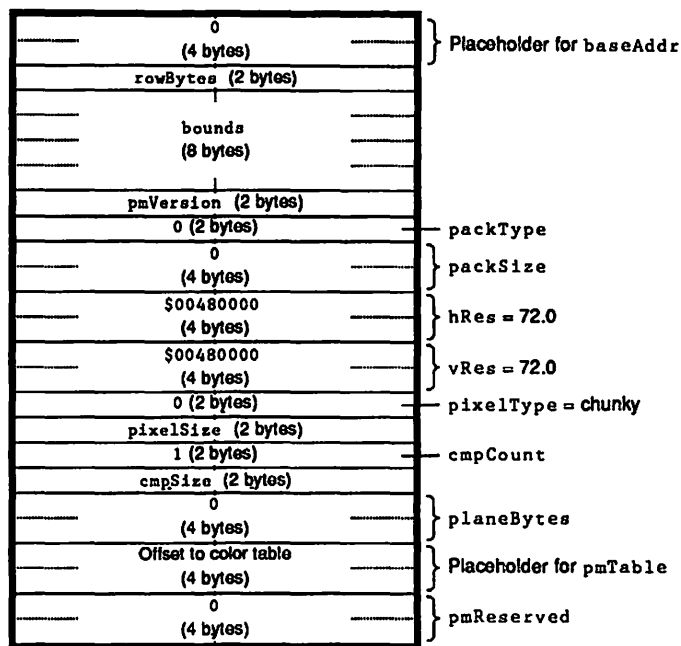 0
(4 bytes)
Placeholder for baseAddr
rowBytes (2 bytes)
bounds
(8 bytes)
pmVersion (2 bytes)
0 (2 bytes)
packType
0
(4 bytes)
packSize
$00480000
(4 bytes)
hRes = 72.0
$00480000
(4 bytes)
vRes = 72.0
0 (2 bytes)
pixelType = chunky
pixelSize (2 bytes)
1 (2 bytes)
cmpCount
cmpSize (2 bytes)
0
(4 bytes)
planeBytes
Offset to color table
(4 bytes)
Placeholder for pmTable
0
(4 bytes)
pmReserved